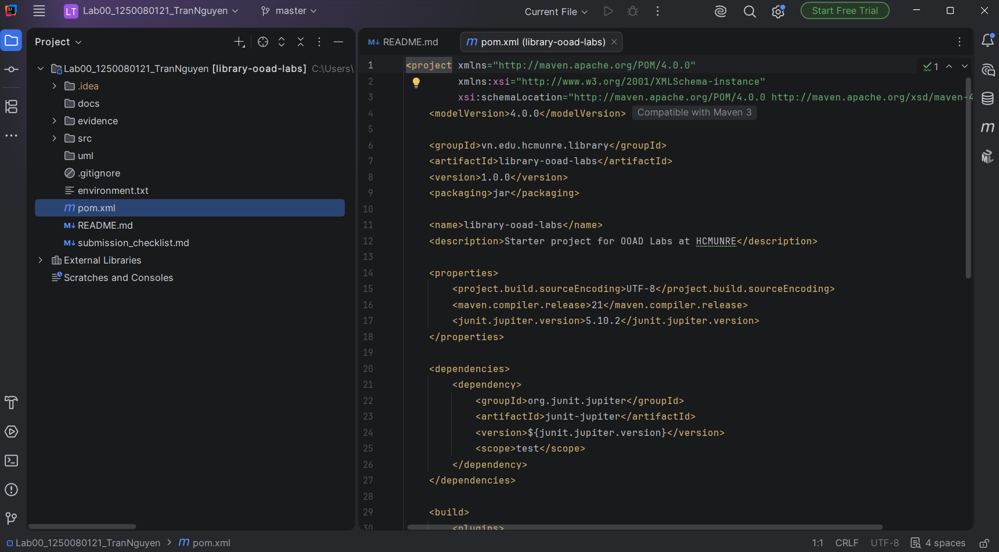 LT Lab00_1250080121_TranNguyen master Current File Start Free Trial
Project
Lab00_1250080121_TranNguyen [library-ooad-labs] C:\Users\
.idea
docs
evidence
src
uml
.gitignore
environment.txt
m pom.xml
M↓ README.md
M↓ submission_checklist.md
External Libraries
Scratches and Consoles
M↓ README.md
m pom.xml (library-ooad-labs)
1 <project xmlns="http://maven.apache.org/POM/4.0.0"
1
2 xmlns:xsi="http://www.w3.org/2001/XMLSchema-instance"
3 xsi:schemaLocation="http://maven.apache.org/POM/4.0.0 http://maven.apache.org/xsd/maven-4
4 <modelVersion>4.0.0</modelVersion> Compatible with Maven 3
5
6 <groupId>vn.edu.hcmunre.library</groupId>
7 <artifactId>library-ooad-labs</artifactId>
8 <version>1.0.0</version>
9 <packaging>jar</packaging>
10
11 <name>library-ooad-labs</name>
12 <description>Starter project for OOAD Labs at HCMUNRE</description>
13
14 <properties>
15 <project.build.sourceEncoding>UTF-8</project.build.sourceEncoding>
16 <maven.compiler.release>21</maven.compiler.release>
17 <junit.jupiter.version>5.10.2</junit.jupiter.version>
18 </properties>
19
20 <dependencies>
21 <dependency>
22 <groupId>org.junit.jupiter</groupId>
23 <artifactId>junit-jupiter</artifactId>
24 <version>${junit.jupiter.version}</version>
25 <scope>test</scope>
26 </dependency>
27 </dependencies>
28
29 <build>
30 <plugins>
Lab00_1250080121_TranNguyen > m pom.xml
1:1 CRLF UTF-8 4 spaces